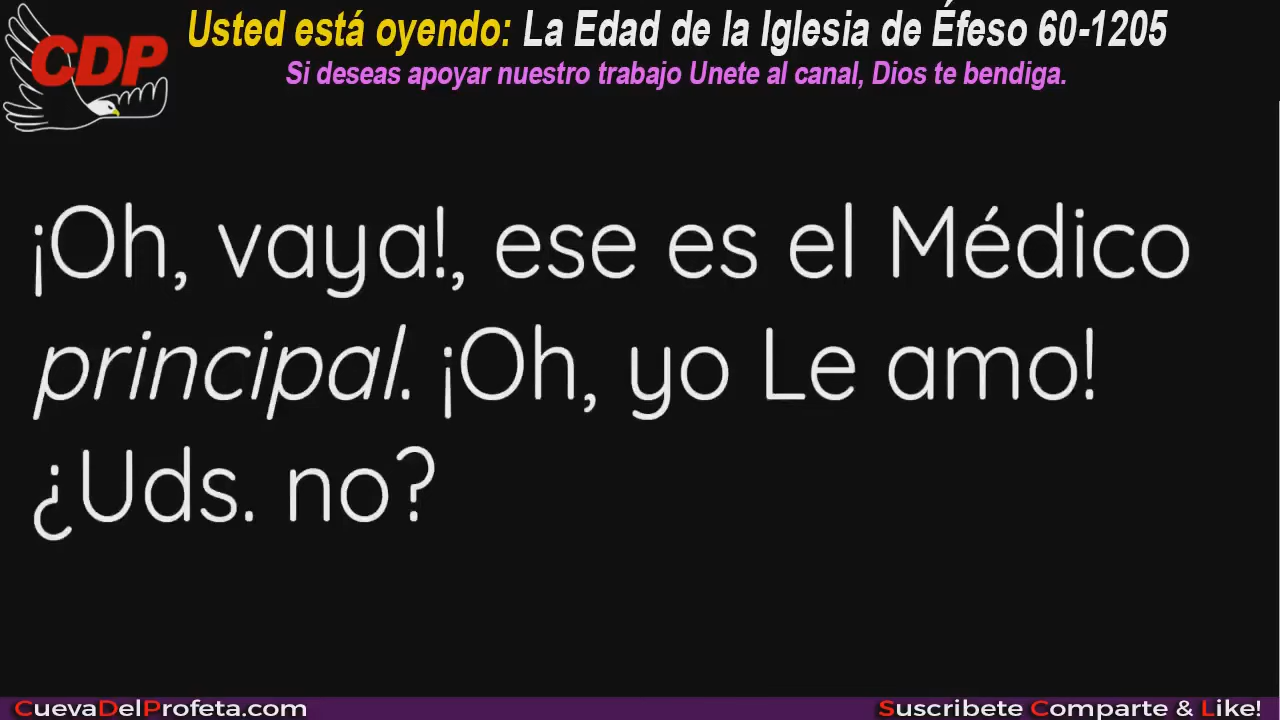 CDP
Usted está oyendo: La Edad de la Iglesia de Éfeso 60-1205
Si deseas apoyar nuestro trabajo Unete al canal, Dios te bendiga.
¡Oh, vaya!, ese es el Médico
principal. ¡Oh, yo Le amo!
¿Uds. no?
CuevaDelProfeta.com
Suscribete Comparte & Like!